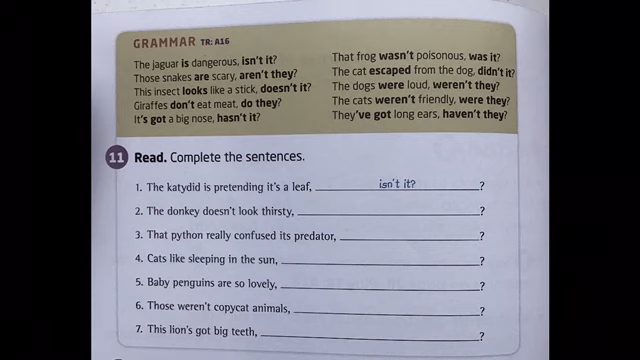 GRAMMAR TR: A16
The jaguar is dangerous, isn't it?
Those snakes are scary, aren't they?
This insect looks like a stick, doesn't it?
Giraffes don't eat meat, do they?
It's got a big nose, hasn't it?
That frog wasn't poisonous, was it?
The cat escaped from the dog, didn't it?
The dogs were loud, weren't they?
The cats weren't friendly, were they?
They've got long ears, haven't they?
11 Read. Complete the sentences.
1. The katydid is pretending it's a leaf, isn't it? ?
2. The donkey doesn't look thirsty, ?
3. That python really confused its predator, ?
4. Cats like sleeping in the sun, ?
5. Baby penguins are so lovely, ?
6. Those weren't copycat animals, ?
7. This lion's got big teeth, ?